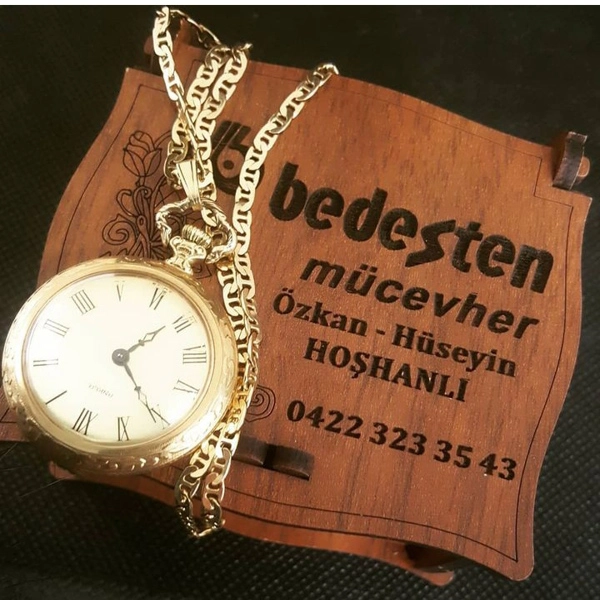 bedesten
mücevher
Özkan - Hüseyin
HOŞHANLI
0422 323 35 43